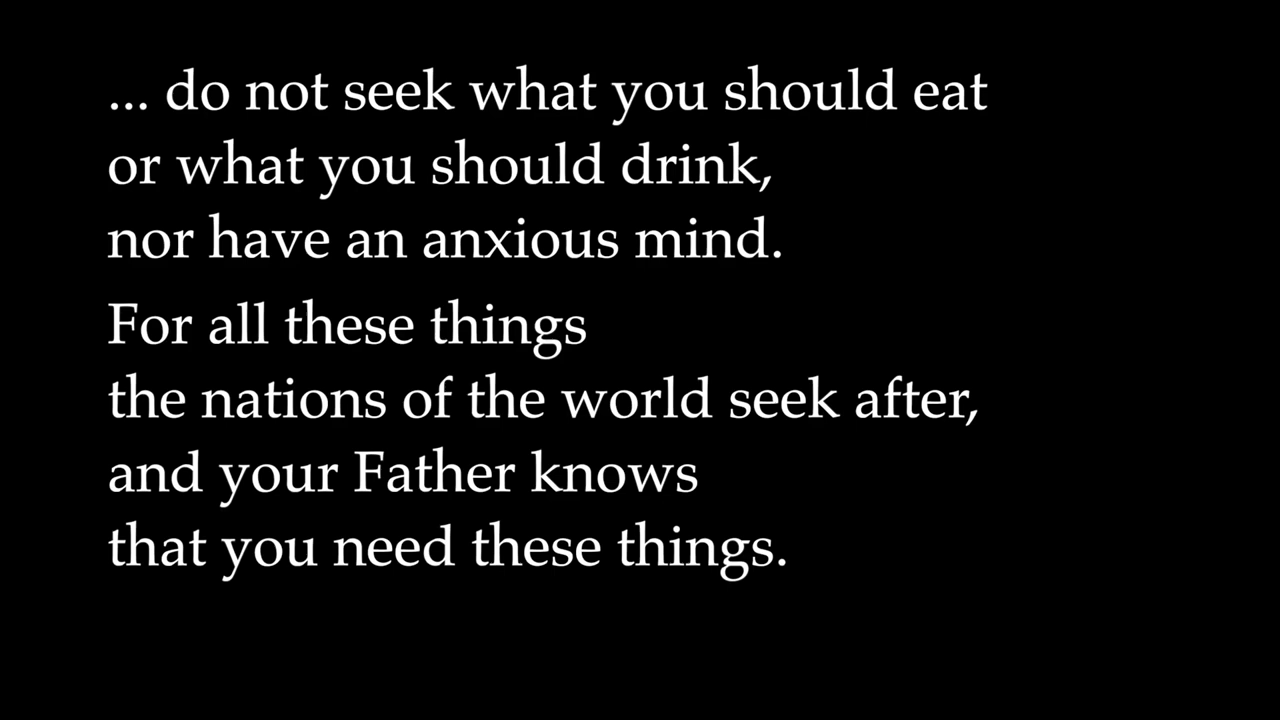 ... do not seek what you should eat
or what you should drink,
nor have an anxious mind.
For all these things
the nations of the world seek after,
and your Father knows
that you need these things.